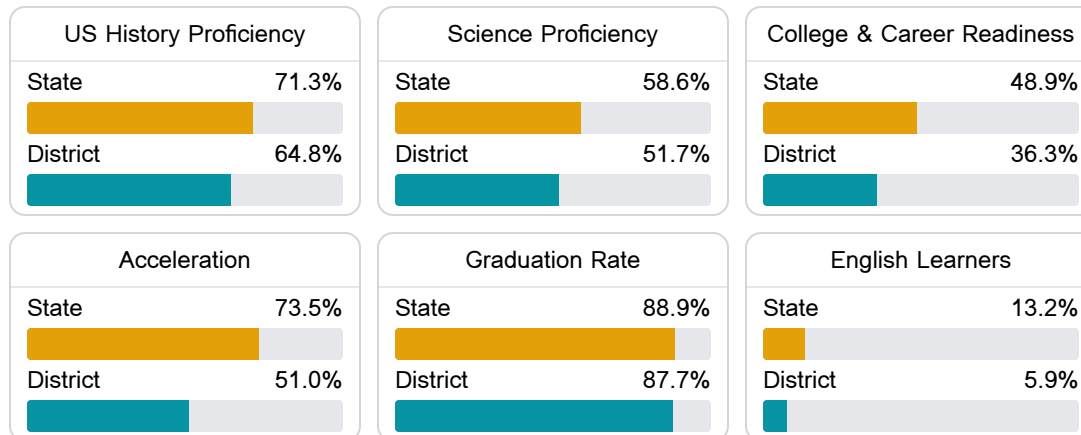 US History Proficiency
State 71.3%
District 64.8%
Science Proficiency
State 58.6%
District 51.7%
College & Career Readiness
State 48.9%
District 36.3%
Acceleration
State 73.5%
District 51.0%
Graduation Rate
State 88.9%
District 87.7%
English Learners
State 13.2%
District 5.9%